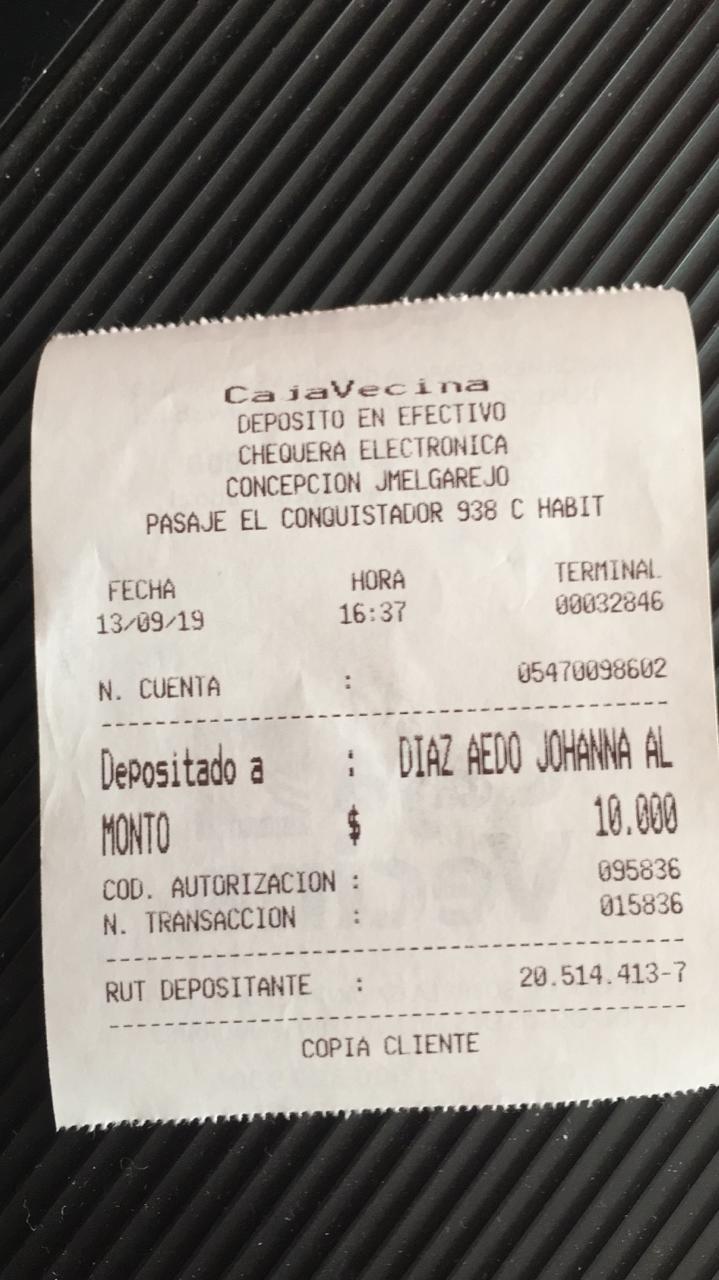 CajaVecina
DEPOSITO EN EFECTIVO
CHEQUERA ELECTRONICA
CONCEPCION JMELGAREJO
PASAJE EL CONQUISTADOR 938 C HABIT
FECHA HORA TERMINAL
13/09/19 16:37 00032846
N. CUENTA : 05470098602
Depositado a : DIAZ AEDO JOHANNA AL
MONTO $ 10.000
COD. AUTORIZACION : 095836
N. TRANSACCION : 015836
RUT DEPOSITANTE : 20.514.413-7
COPIA CLIENTE